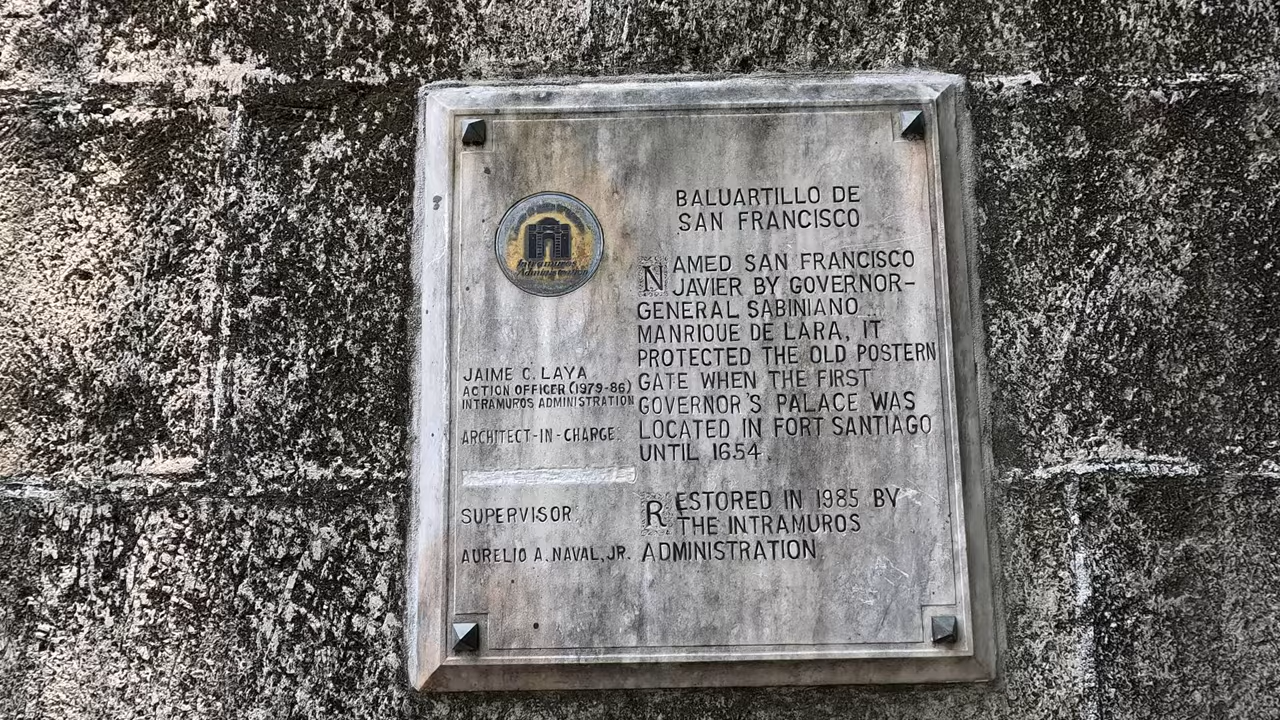 BALUARTILLO DE
SAN FRANCISCO
NAMED SAN FRANCISCO
JAVIER BY GOVERNOR-
GENERAL SABINIANO
MANRIQUE DE LARA, IT
PROTECTED THE OLD POSTERN
GATE WHEN THE FIRST
GOVERNOR'S PALACE WAS
LOCATED IN FORT SANTIAGO
UNTIL 1654.
RESTORED IN 1985 BY
THE INTRAMUROS
ADMINISTRATION
Intramuros
Administration
JAIME C. LAYA
ACTION OFFICER (1979-86)
INTRAMUROS ADMINISTRATION
ARCHITECT-IN-CHARGE:
SUPERVISOR:
AURELIO A. NAVAL, JR.